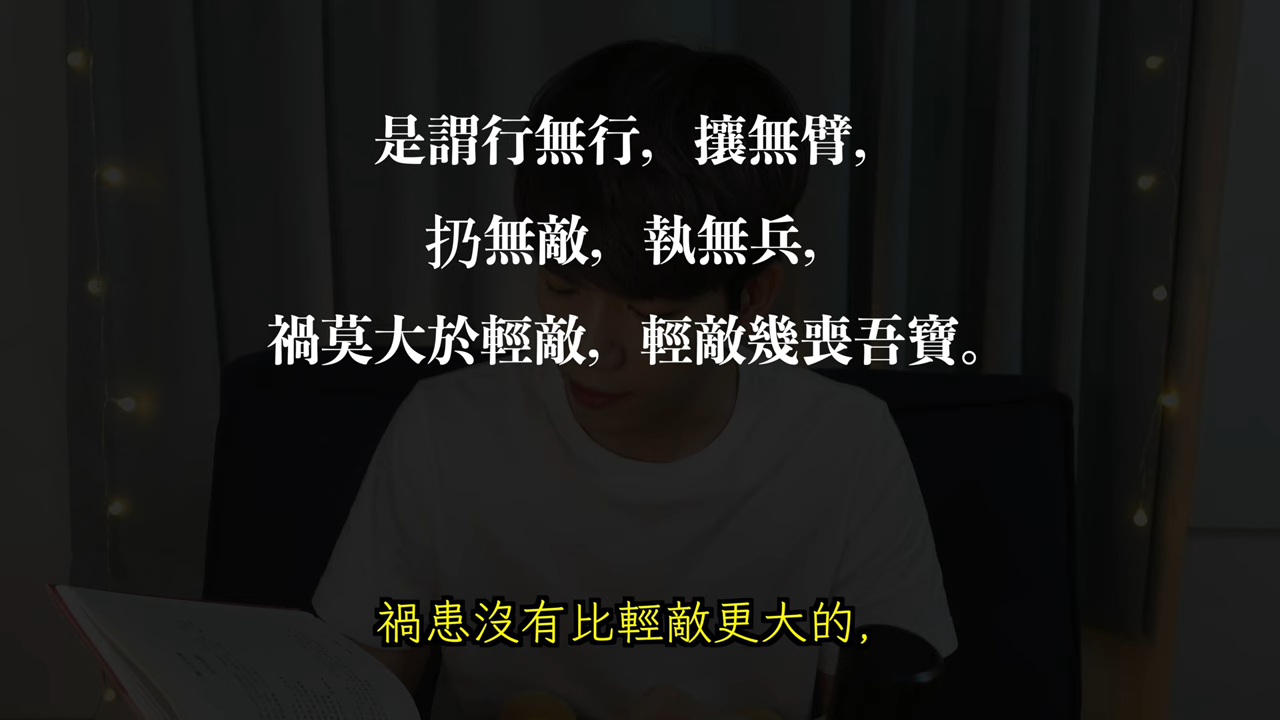 是謂行無行，攘無臂，
扔無敵，執無兵，
禍莫大於輕敵，輕敵幾喪吾寶。
禍患沒有比輕敵更大的，